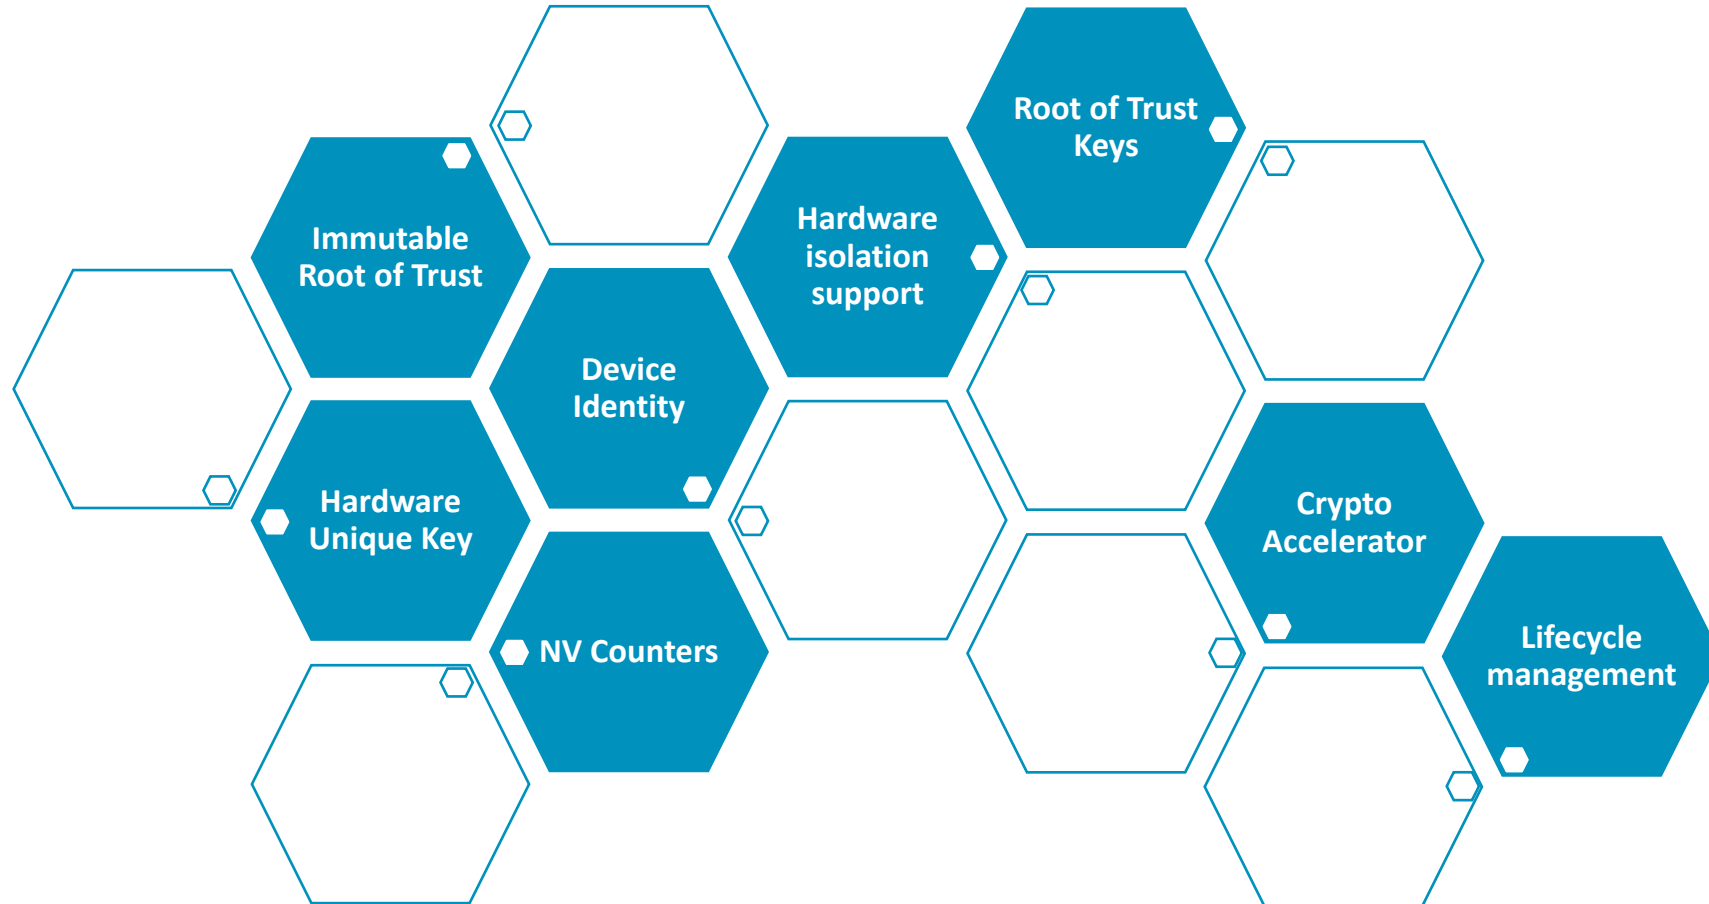 Root of Trust
Keys
Immutable
Root of Trust
Hardware
isolation
support
Device
Identity
Hardware
Unique Key
Crypto
Accelerator
NV Counters
Lifecycle
management